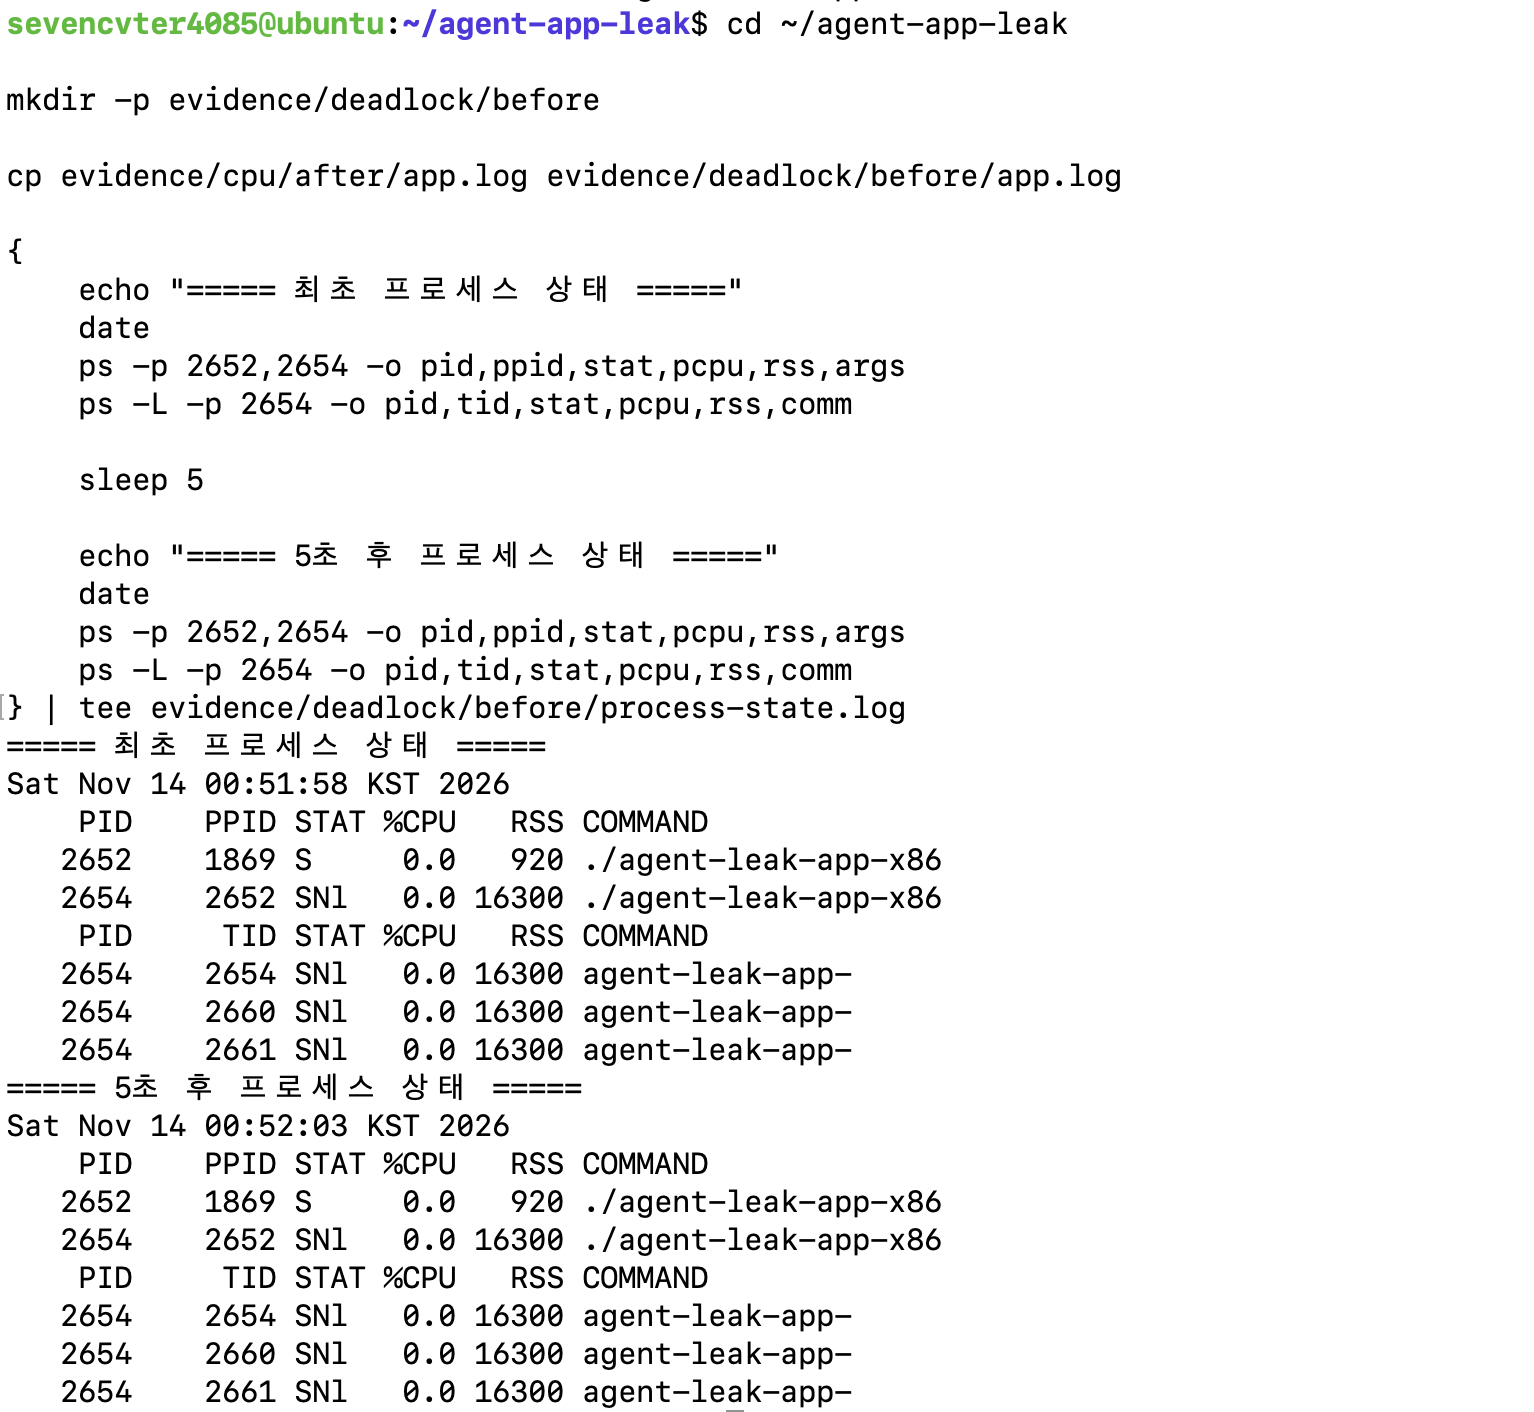 sevencvter4085@ubuntu:~/agent-app-leak$ cd ~/agent-app-leak
mkdir -p evidence/deadlock/before
cp evidence/cpu/after/app.log evidence/deadlock/before/app.log
{
    echo "===== 최초 프로세스 상태 ====="
    date
    ps -p 2652,2654 -o pid,ppid,stat,pcpu,rss,args
    ps -L -p 2654 -o pid,tid,stat,pcpu,rss,comm
    sleep 5
    echo "===== 5초 후 프로세스 상태 ====="
    date
    ps -p 2652,2654 -o pid,ppid,stat,pcpu,rss,args
    ps -L -p 2654 -o pid,tid,stat,pcpu,rss,comm
} | tee evidence/deadlock/before/process-state.log
===== 최초 프로세스 상태 =====
Sat Nov 14 00:51:58 KST 2026
    PID    PPID STAT %CPU   RSS COMMAND
   2652    1869 S     0.0   920 ./agent-leak-app-x86
   2654    2652 SNl   0.0 16300 ./agent-leak-app-x86
    PID     TID STAT %CPU   RSS COMMAND
   2654    2654 SNl   0.0 16300 agent-leak-app-
   2654    2660 SNl   0.0 16300 agent-leak-app-
   2654    2661 SNl   0.0 16300 agent-leak-app-
===== 5초 후 프로세스 상태 =====
Sat Nov 14 00:52:03 KST 2026
    PID    PPID STAT %CPU   RSS COMMAND
   2652    1869 S     0.0   920 ./agent-leak-app-x86
   2654    2652 SNl   0.0 16300 ./agent-leak-app-x86
    PID     TID STAT %CPU   RSS COMMAND
   2654    2654 SNl   0.0 16300 agent-leak-app-
   2654    2660 SNl   0.0 16300 agent-leak-app-
   2654    2661 SNl   0.0 16300 agent-leak-app-